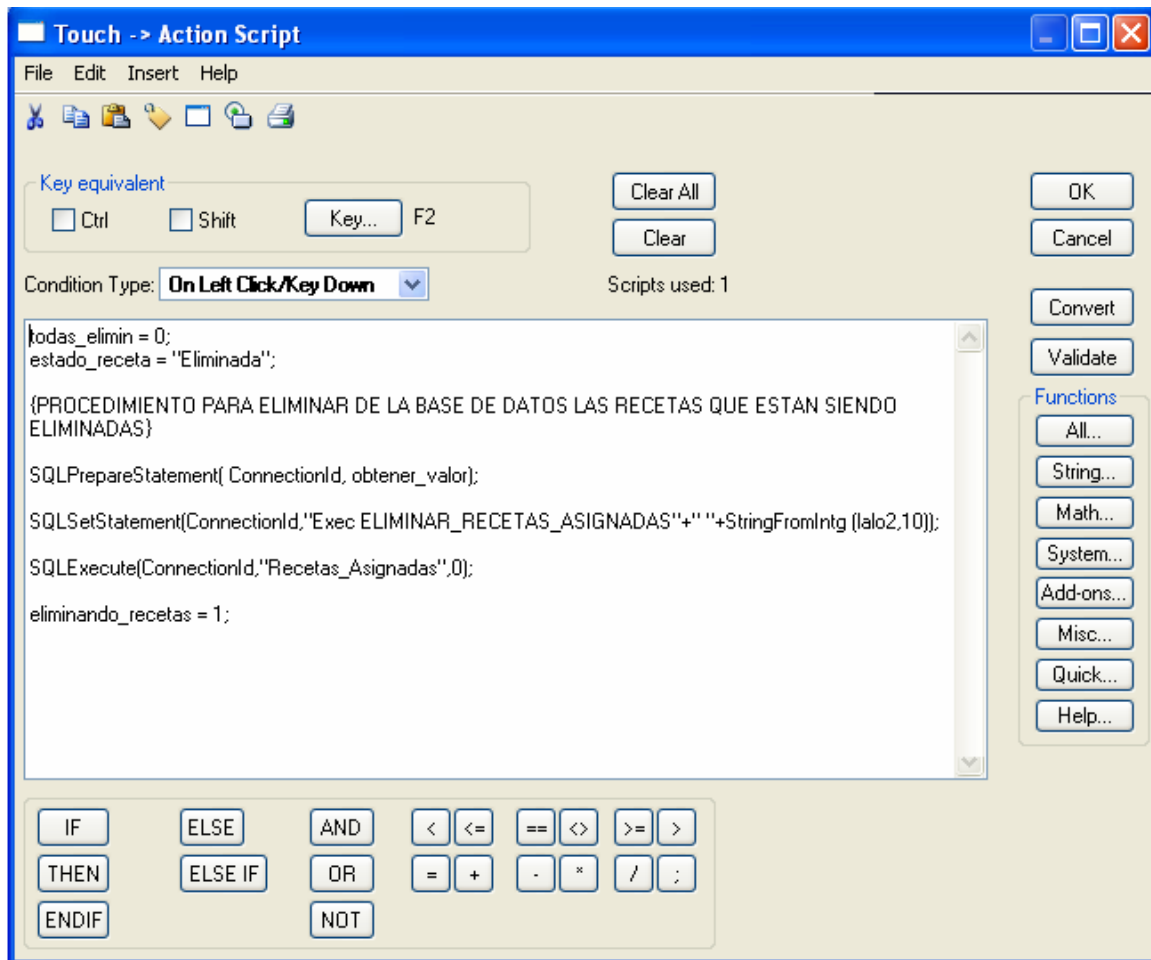 Touch -> Action Script
File Edit Insert Help
Key equivalent
Ctrl Shift Key... F2
Clear All
Clear
OK
Cancel
Condition Type: On Left Click/Key Down
Scripts used: 1
Convert
Validate
todas_elimin = 0;
estado_receta = "Eliminada";
{PROCEDIMIENTO PARA ELIMINAR DE LA BASE DE DATOS LAS RECETAS QUE ESTAN SIENDO
ELIMINADAS}
SQLPrepareStatement( ConnectionId, obtener_valor);
SQLSetStatement(ConnectionId,"Exec ELIMINAR_RECETAS_ASIGNADAS"+" "+StringFromIntg (lalo2,10));
SQLExecute(ConnectionId,"Recetas_Asignadas",0);
eliminando_recetas = 1;
Functions
All...
String...
Math...
System...
Add-ons...
Misc...
Quick...
Help...
IF ELSE AND < <= == <> >= >
THEN ELSE IF OR = + - * / ;
ENDIF NOT